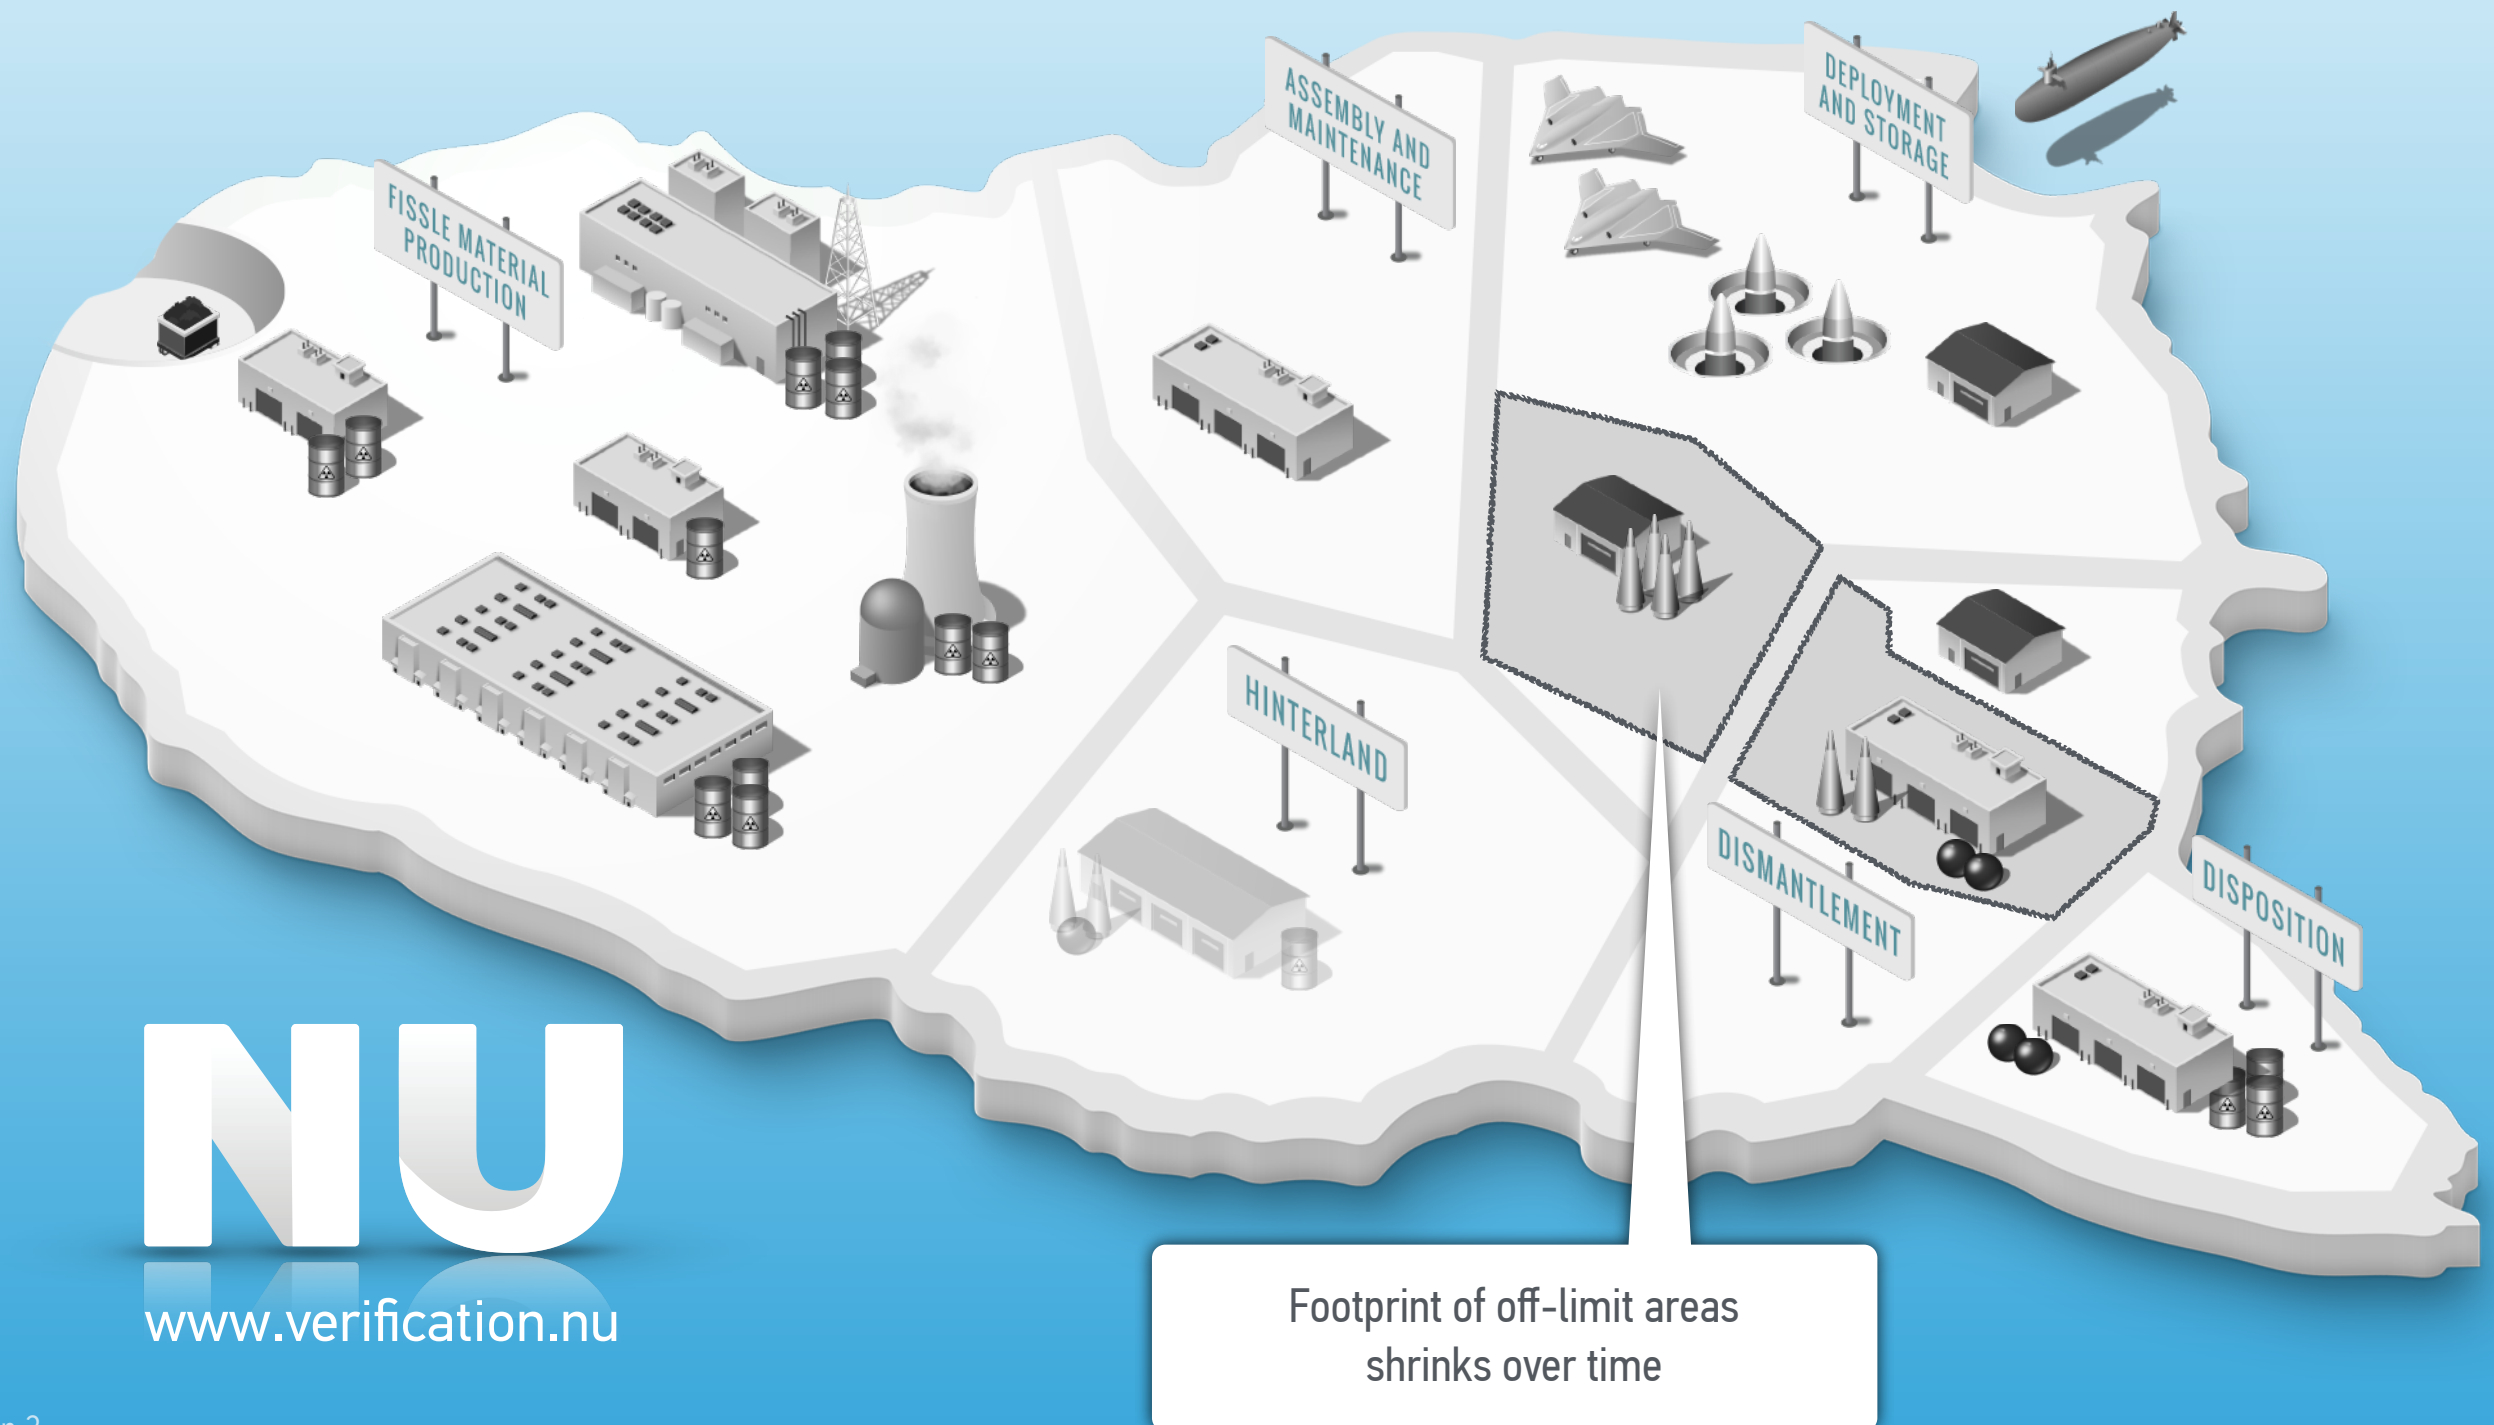 FISSLE MATERIAL
PRODUCTION
ASSEMBLY AND
MAINTENANCE
DEPLOYMENT
AND STORAGE
HINTERLAND
DISMANTLEMENT
DISPOSITION
NU
www.verification.nu
Footprint of off-limit areas
shrinks over time